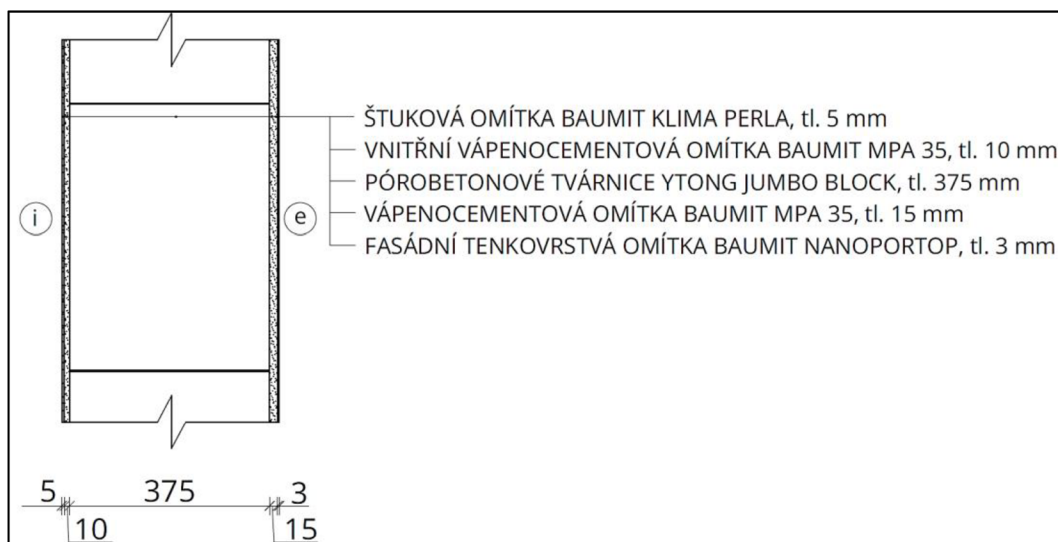 ŠTUKOVÁ OMÍTKA BAUMIT KLIMA PERLA, tl. 5 mm
VNITŘNÍ VÁPENOCEMENTOVÁ OMÍTKA BAUMIT MPA 35, tl. 10 mm
PÓROBETONOVÉ TVÁRNICE YTONG JUMBO BLOCK, tl. 375 mm
VÁPENOCEMENTOVÁ OMÍTKA BAUMIT MPA 35, tl. 15 mm
FASÁDNÍ TENKOVRSTVÁ OMÍTKA BAUMIT NANOPORTOP, tl. 3 mm
i
e
5 375 3
10 15